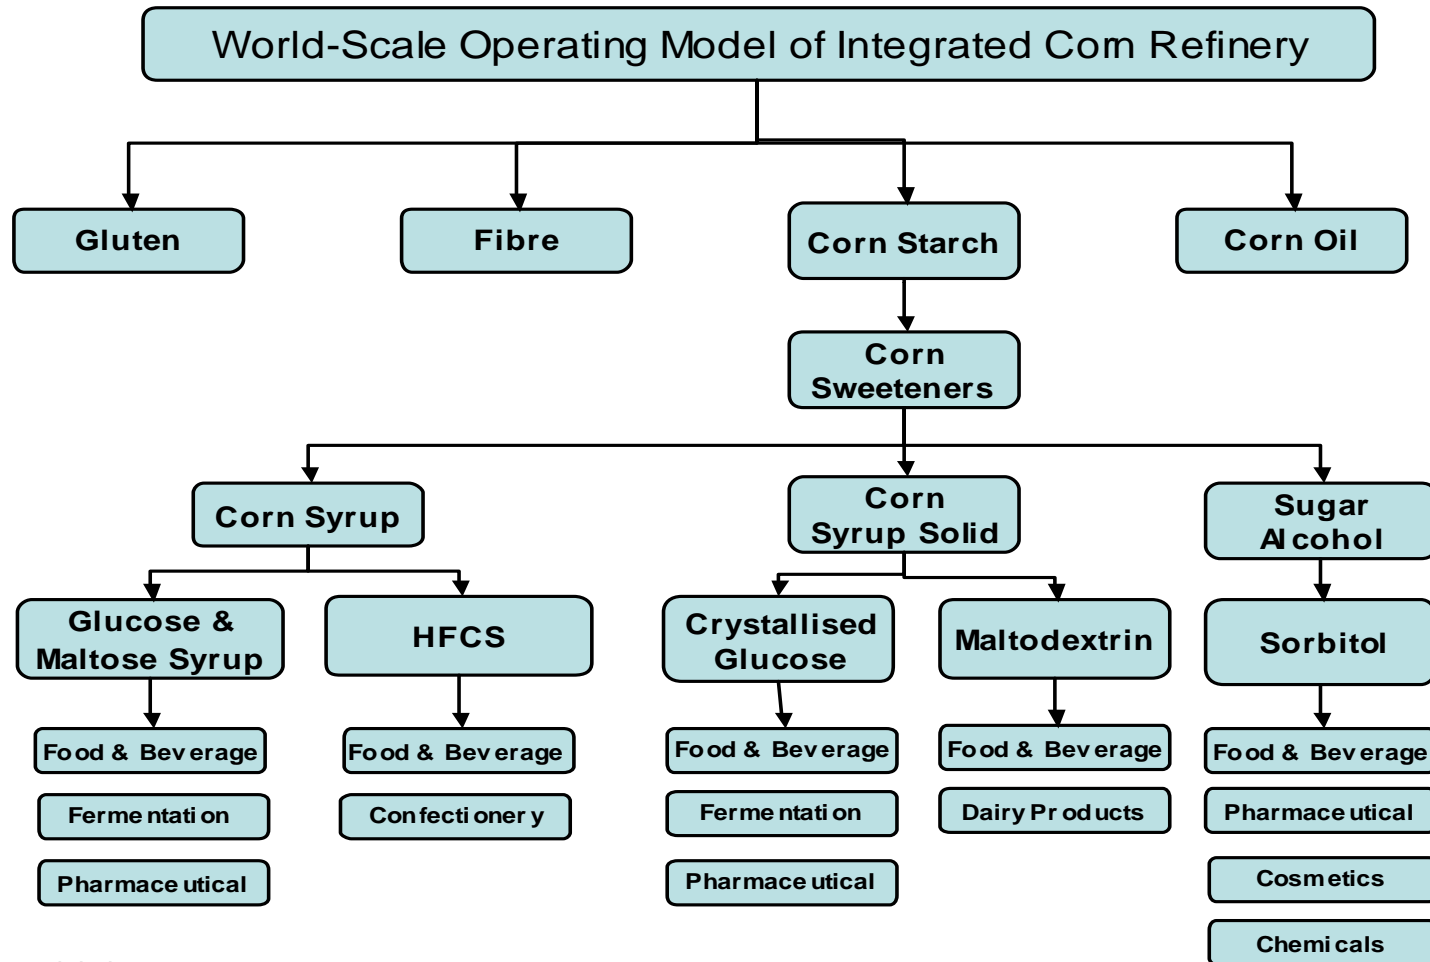 World-Scale Operating Model of Integrated Corn Refinery
Gluten
Fibre
Corn Starch
Corn Oil
Corn
Sweeteners
Corn Syrup
Corn
Syrup Solid
Sugar
Alcohol
Glucose &
Maltose Syrup
HFCS
Crystallised
Glucose
Maltodextrin
Sorbitol
Food & Beverage
Food & Beverage
Food & Beverage
Food & Beverage
Food & Beverage
Fermentation
Confectionery
Fermentation
Dairy Products
Pharmaceutical
Pharmaceutical
Pharmaceutical
Cosmetics
Chemicals